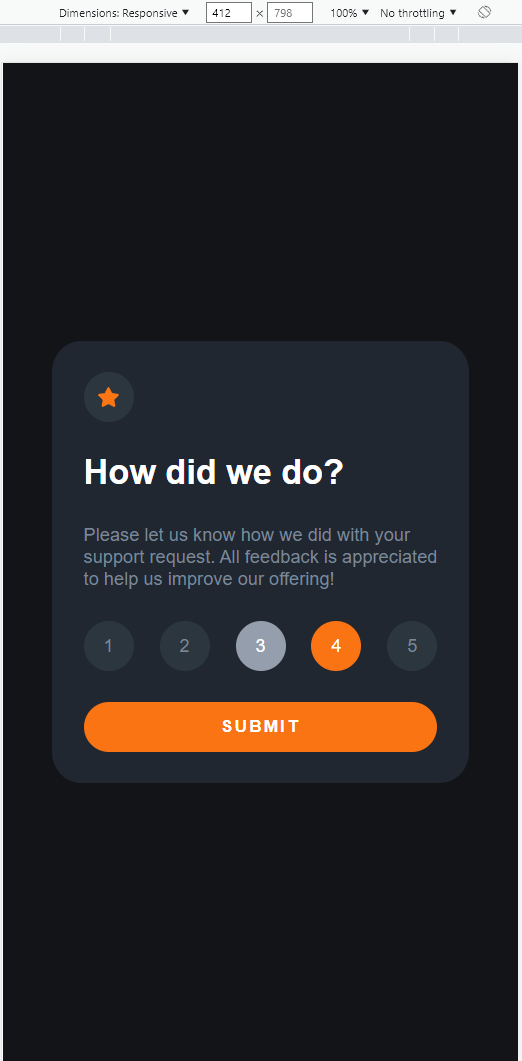 Dimensions: Responsive ▼ 412 × 798 100% ▼ No throttling ▼
How did we do?
Please let us know how we did with your
support request. All feedback is appreciated
to help us improve our offering!
1 2 3 4 5
SUBMIT